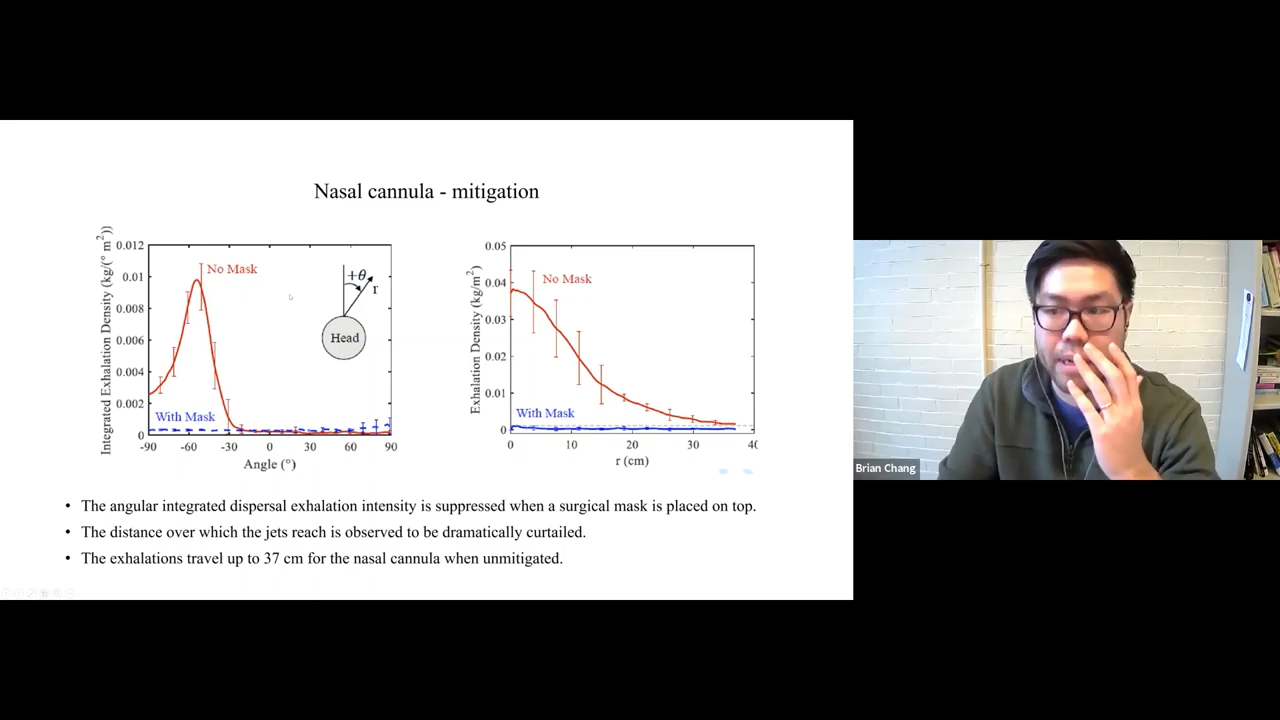 Nasal cannula - mitigation
Integrated Exhalation Density (kg/(° m²))
0.012
0.01
0.008
0.006
0.004
0.002
0
-90
-60
-30
0
30
60
90
Angle (°)
No Mask
With Mask
+θ
r
Head
Exhalation Density (kg/m²)
0.05
0.04
0.03
0.02
0.01
0
0
10
20
30
40
r (cm)
No Mask
With Mask
• The angular integrated dispersal exhalation intensity is suppressed when a surgical mask is placed on top.
• The distance over which the jets reach is observed to be dramatically curtailed.
• The exhalations travel up to 37 cm for the nasal cannula when unmitigated.
Brian Chang